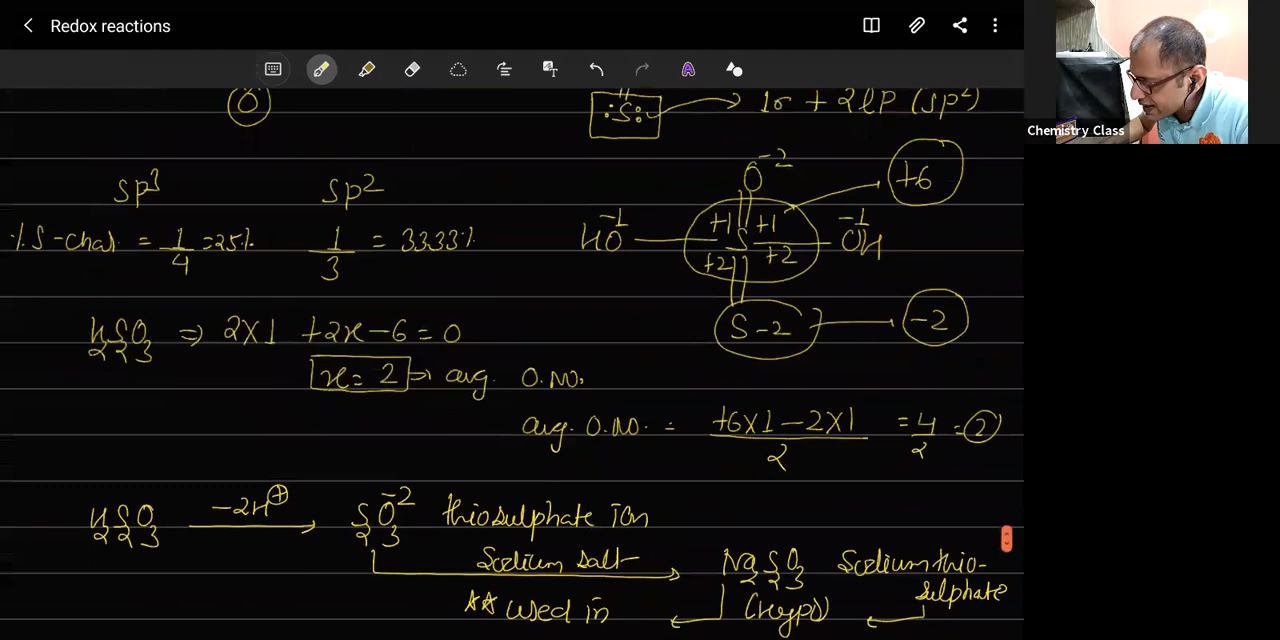 Redox reactions
Chemistry Class
O
:S: → 1σ + 2lp (sp²)
sp³ sp²
% S-char. = 1/4 = 25% 1/3 = 33.33%
O⁻²
+6
HO⁻¹ — +1 +1 S +2 +2 — ⁻¹OH
S -2 → -2
H₂S₂O₃ ⇒ 2×1 + 2x - 6 = 0
x = 2 → avg. O.NO.
avg. O.NO. = +6×1 - 2×1 / 2 = 4/2 = 2
H₂S₂O₃ -2H⁺ → S₂O₃⁻² thiosulphate ion
Sodium salt → Na₂S₂O₃ Sodium thio-
sulphate
** used in (Hypo)